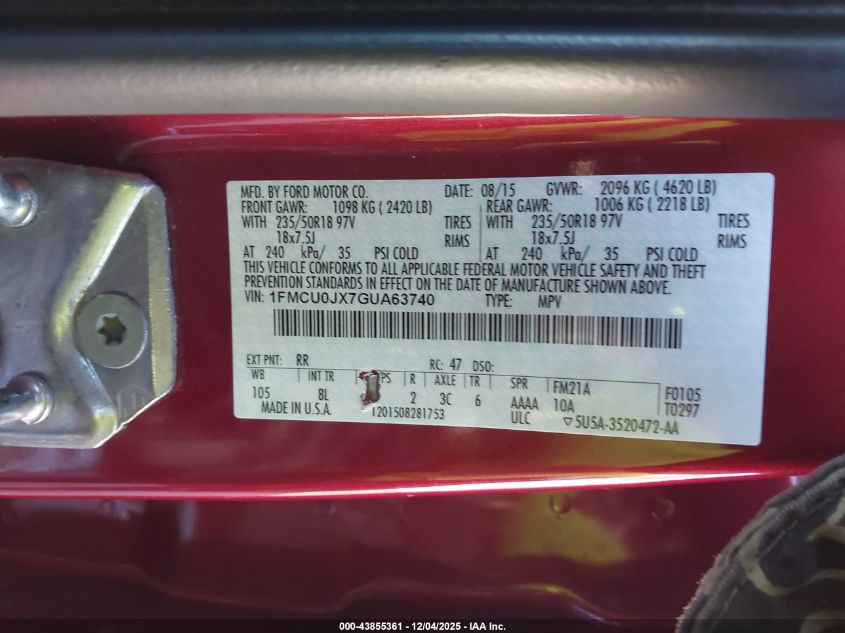 MFD. BY FORD MOTOR CO. DATE: 08/15 GVWR: 2096 KG ( 4620 LB)
FRONT GAWR: 1098 KG ( 2420 LB) REAR GAWR: 1006 KG ( 2218 LB)
WITH 235/50R18 97V TIRES WITH 235/50R18 97V TIRES
18x7.5J RIMS 18x7.5J RIMS
AT 240 kPa/ 35 PSI COLD AT 240 kPa/ 35 PSI COLD
THIS VEHICLE CONFORMS TO ALL APPLICABLE FEDERAL MOTOR VEHICLE SAFETY AND THEFT
PREVENTION STANDARDS IN EFFECT ON THE DATE OF MANUFACTURE SHOWN ABOVE.
VIN: 1FMCU0JX7GUA63740 TYPE: MPV
EXT PNT: RR RC: 47 DSO:
WB INT TR PS R AXLE TR SPR FM21A F0105
105 8L 2 3C 6 AAAA 10A T0297
MADE IN U.S.A. 1201508281753 ULC ▽5U5A-3520472-AA
000-43855361 - 12/04/2025 - IAA Inc.